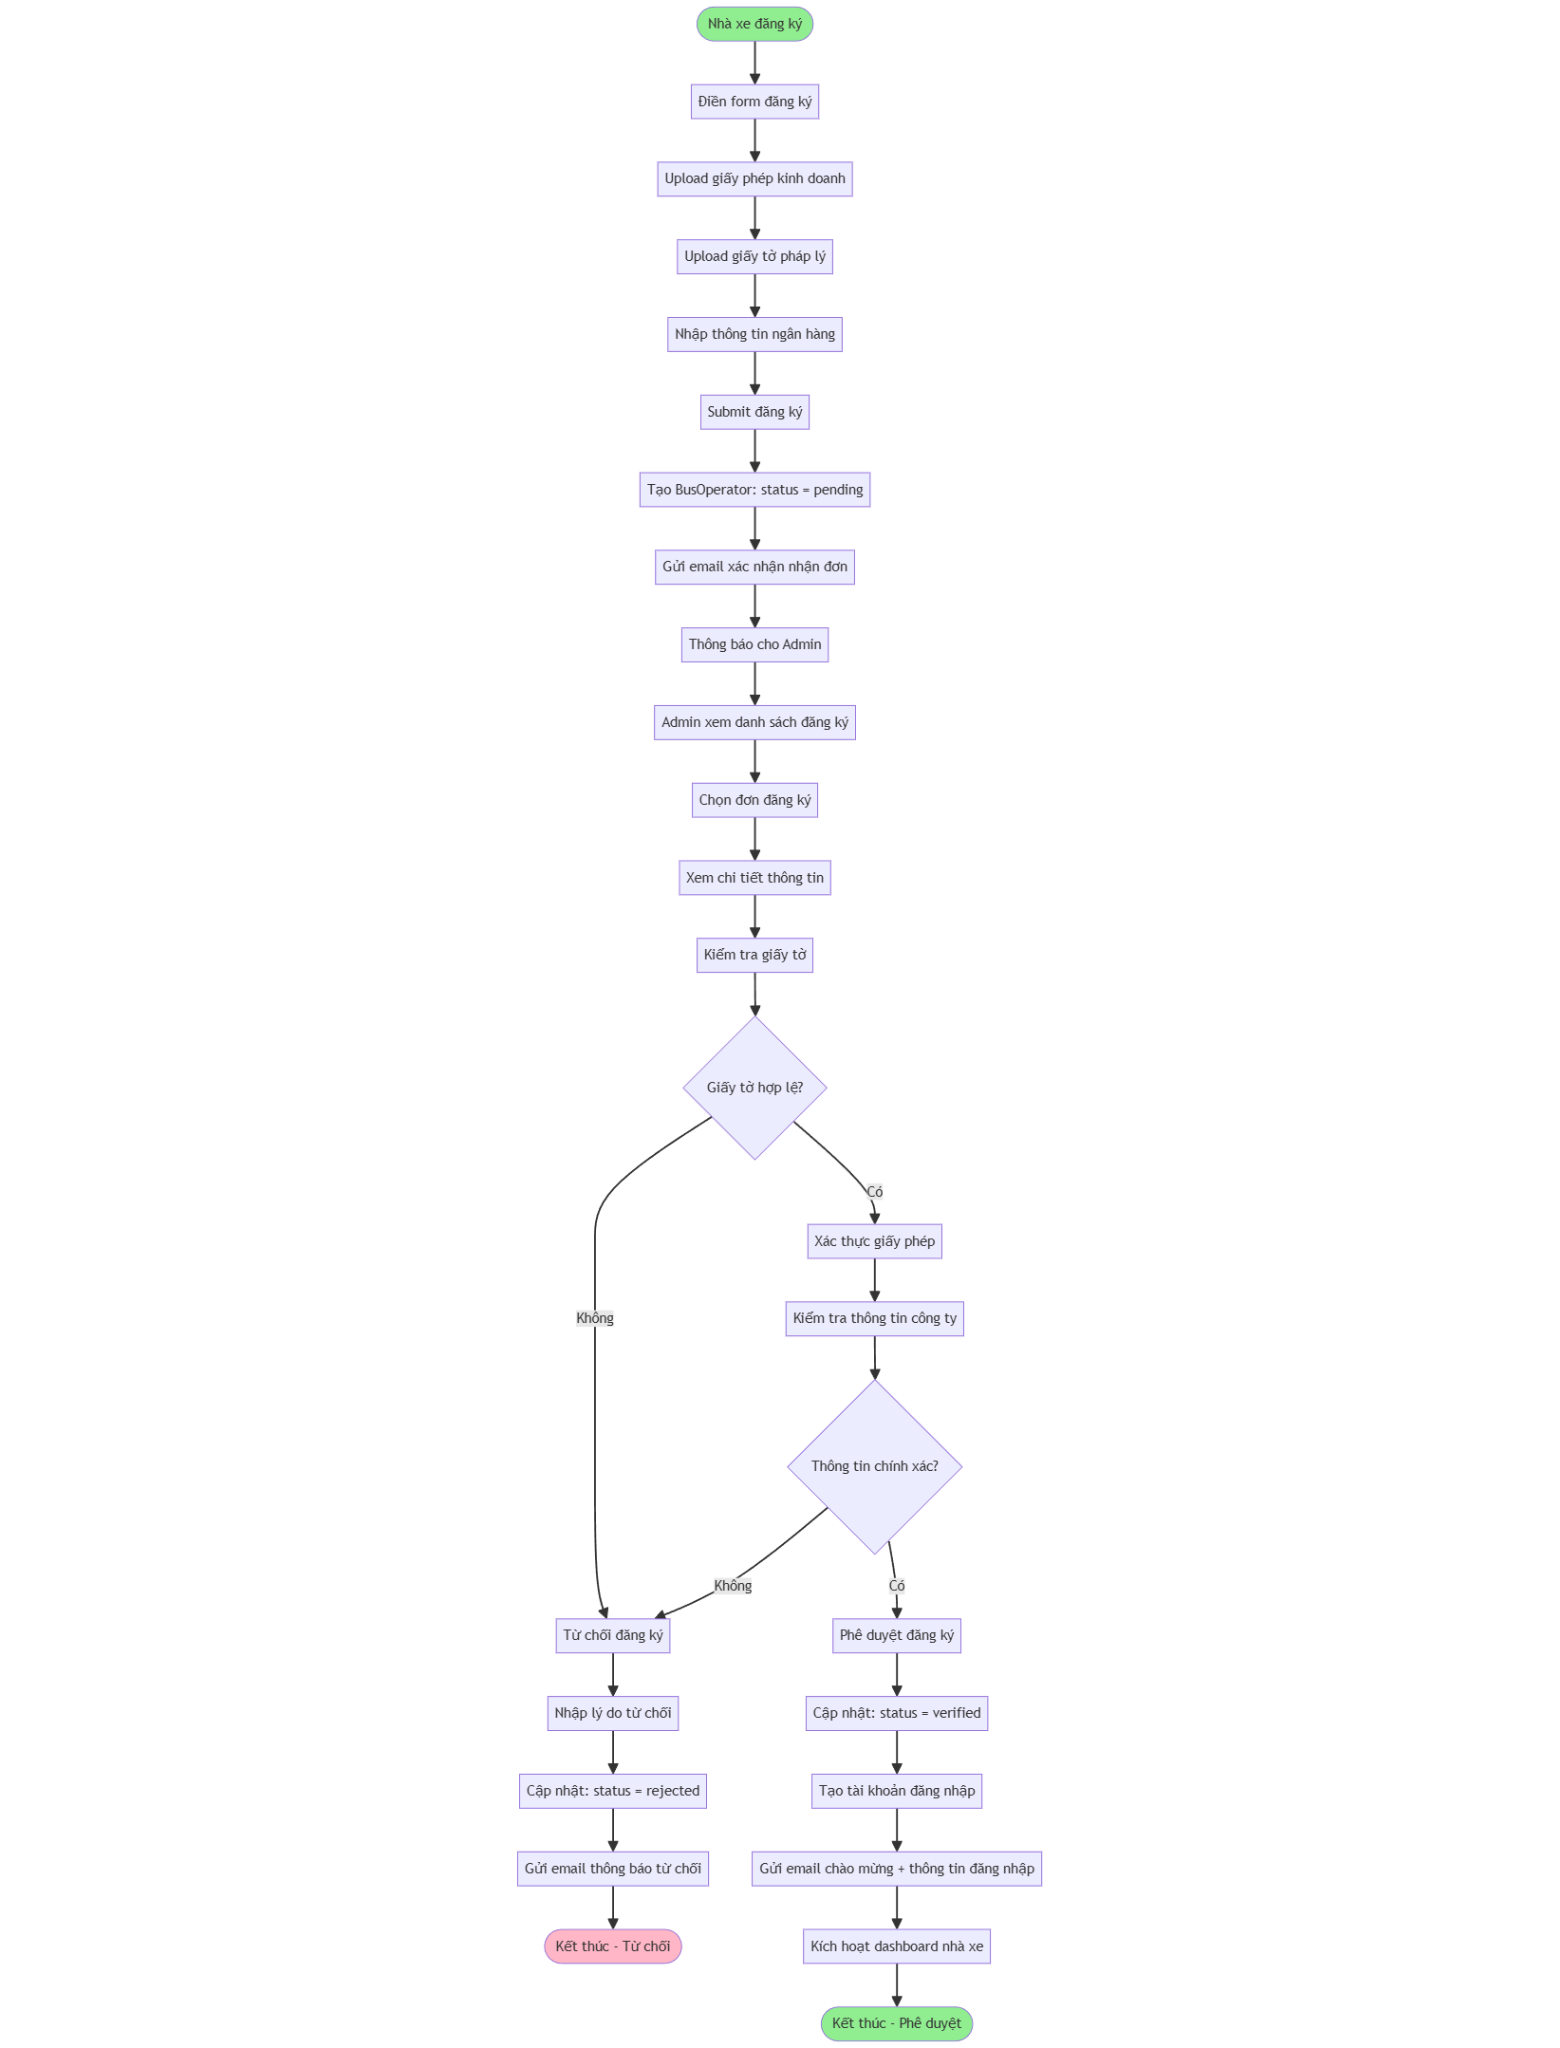 Nhà xe đăng ký
Điền form đăng ký
Upload giấy phép kinh doanh
Upload giấy tờ pháp lý
Nhập thông tin ngân hàng
Submit đăng ký
Tạo BusOperator: status = pending
Gửi email xác nhận nhận đơn
Thông báo cho Admin
Admin xem danh sách đăng ký
Chọn đơn đăng ký
Xem chi tiết thông tin
Kiểm tra giấy tờ
Giấy tờ hợp lệ?
Có
Xác thực giấy phép
Không
Kiểm tra thông tin công ty
Thông tin chính xác?
Không
Có
Từ chối đăng ký
Phê duyệt đăng ký
Nhập lý do từ chối
Cập nhật: status = verified
Cập nhật: status = rejected
Tạo tài khoản đăng nhập
Gửi email thông báo từ chối
Gửi email chào mừng + thông tin đăng nhập
Kết thúc - Từ chối
Kích hoạt dashboard nhà xe
Kết thúc - Phê duyệt